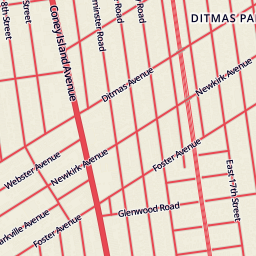 8th Street
Street
Coney Island Avenue
Road
Road
DITMAS PA
Ditmas Avenue
Newkirk Avenue
Webster Avenue
Newkirk Avenue
Foster Avenue
East 17th Street
Glenwood Road
Foster Avenue